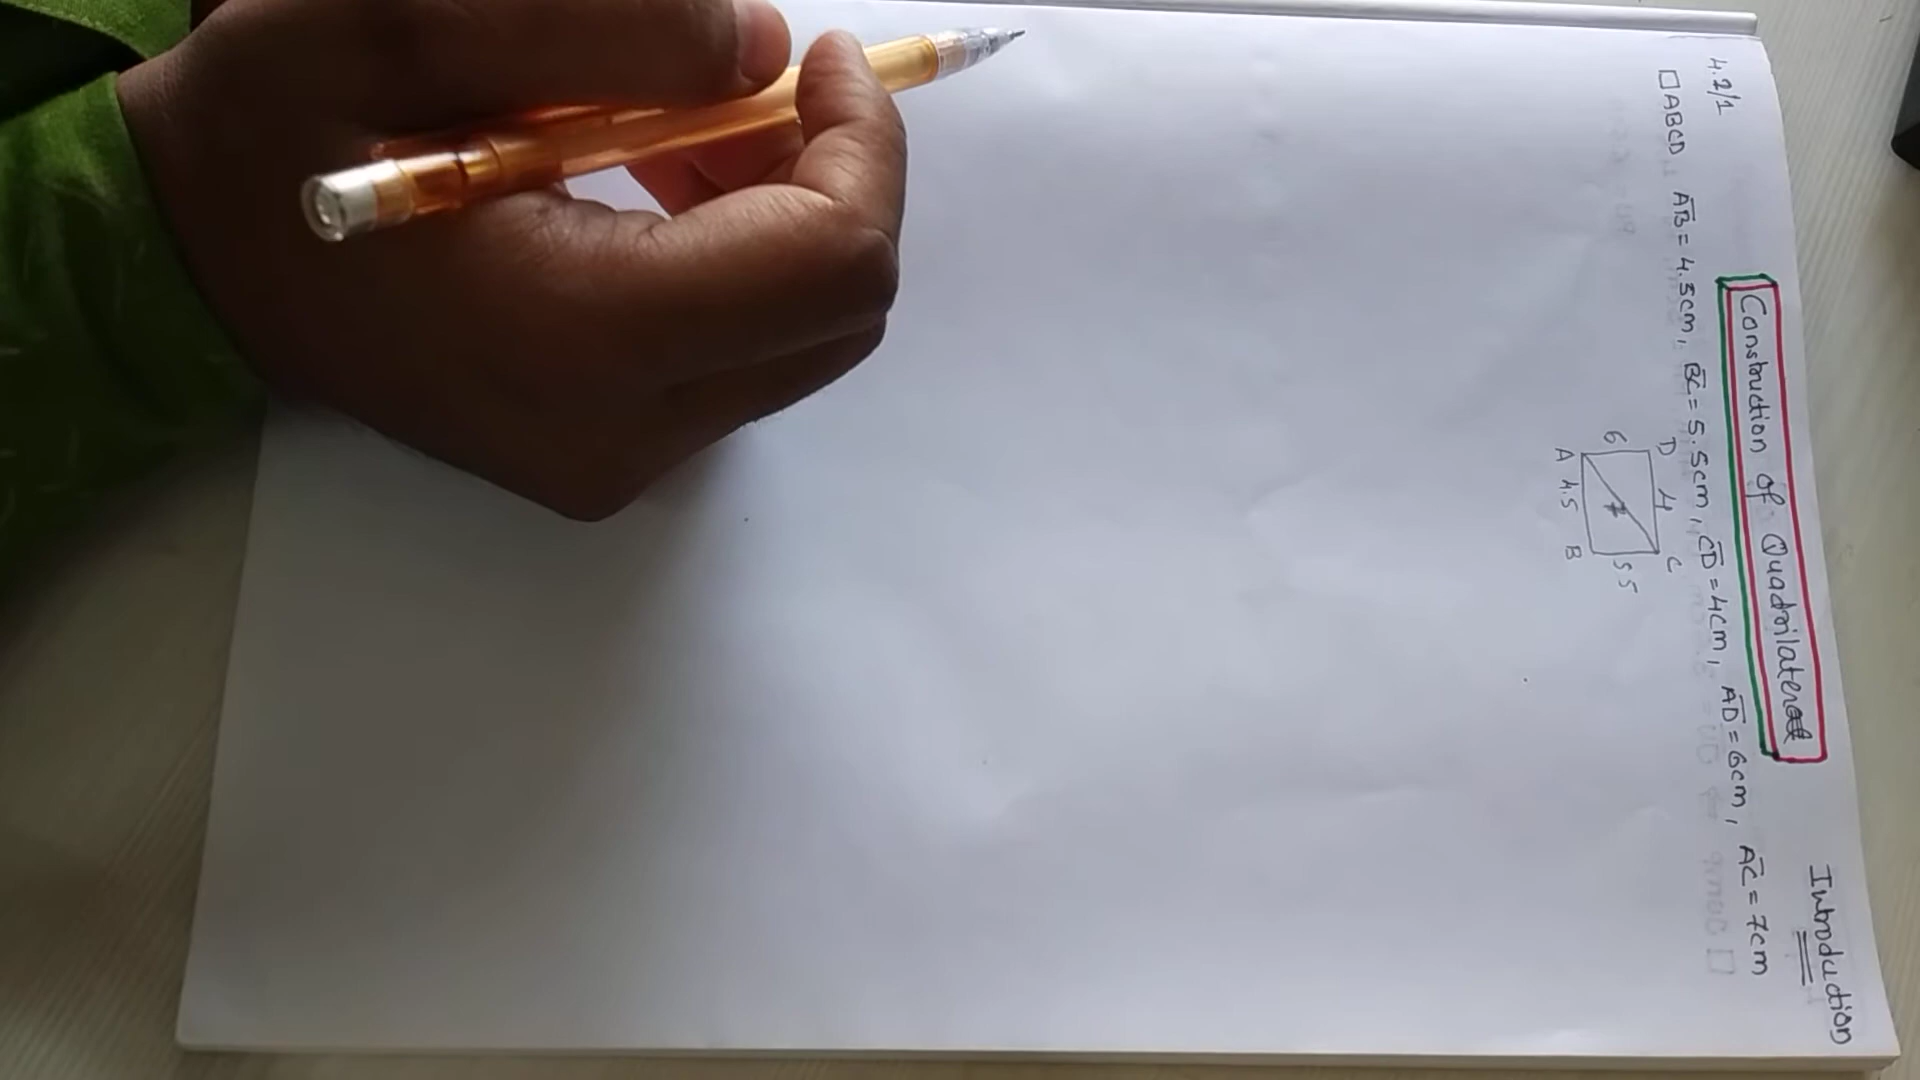 Introduction
Construction of Quadrilateral
4.2/1
□ABCD AB = 4.5cm, BC = 5.5cm, CD = 4cm, AD = 6cm, AC = 7cm
D 4 C
6 7 5.5
A 4.5 B